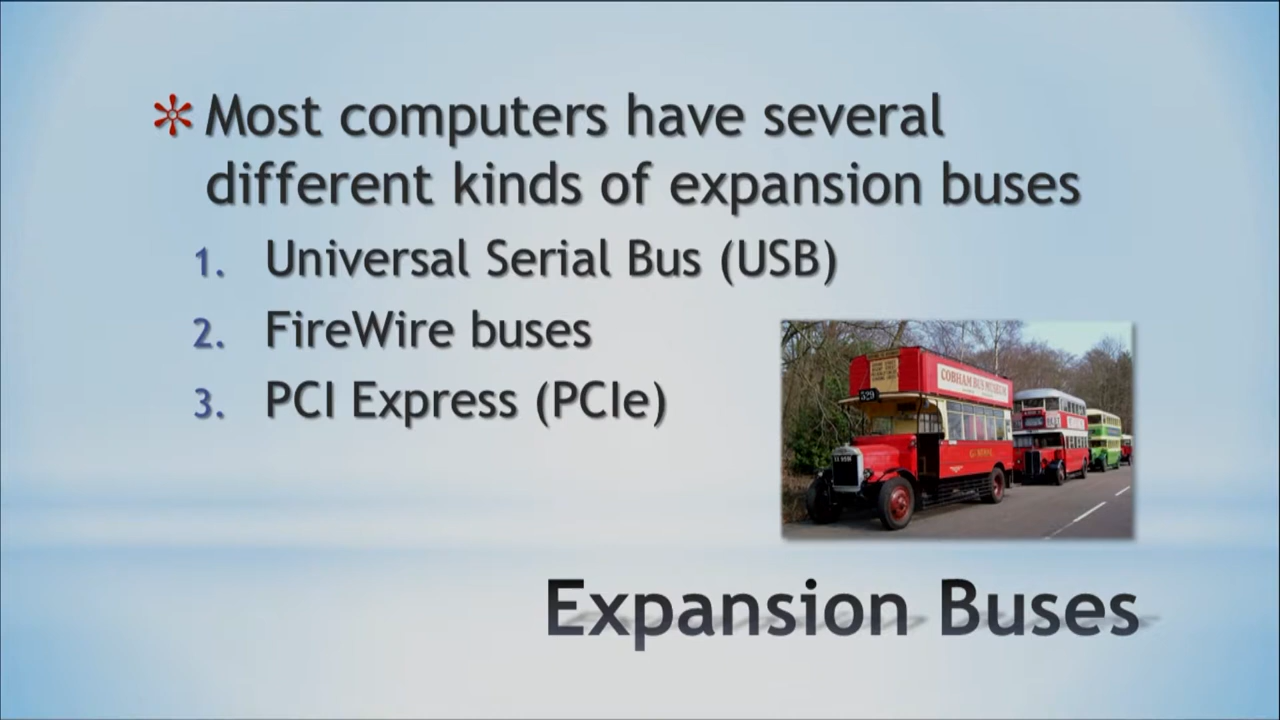 Most computers have several
different kinds of expansion buses
1. Universal Serial Bus (USB)
2. FireWire buses
3. PCI Express (PCIe)
COBHAM BUS MUSEUM
529
Expansion Buses